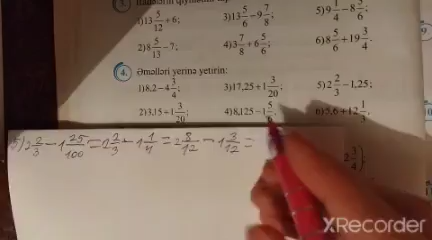 1) 13 5/12 + 6;
3) 13 5/6 − 9 7/8;
5) 9 1/4 − 8 5/6;
2) 8 5/13 − 7;
4) 3 7/8 + 6 5/6;
6) 8 5/6 + 19 3/4.
4. Əməlləri yerinə yetirin:
1) 8,2 − 4 3/4;
3) 17,25 + 1 3/20;
5) 2 2/3 − 1,25;
2) 3,15 + 1 3/20;
4) 8,125 − 1
6) 5,6 + 12 1/3,
2 3/4
5) 2 2/3 − 1 25/100 = 2 2/3 − 1 1/4 = 2 8/12 − 1 3/12 =
XRecorder